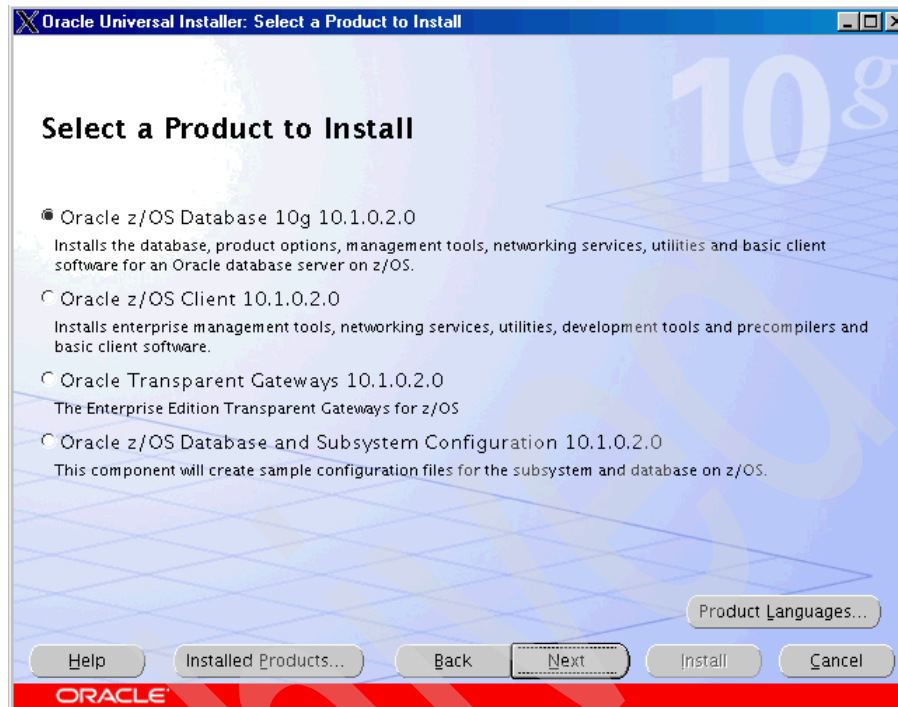 Oracle Universal Installer: Select a Product to Install
10g
Select a Product to Install
Oracle z/OS Database 10g 10.1.0.2.0
Installs the database, product options, management tools, networking services, utilities and basic client
software for an Oracle database server on z/OS.
Oracle z/OS Client 10.1.0.2.0
Installs enterprise management tools, networking services, utilities, development tools and precompilers and
basic client software.
Oracle Transparent Gateways 10.1.0.2.0
The Enterprise Edition Transparent Gateways for z/OS
Oracle z/OS Database and Subsystem Configuration 10.1.0.2.0
This component will create sample configuration files for the subsystem and database on z/OS.
Product Languages...
Help Installed Products... Back Next Install Cancel
ORACLE